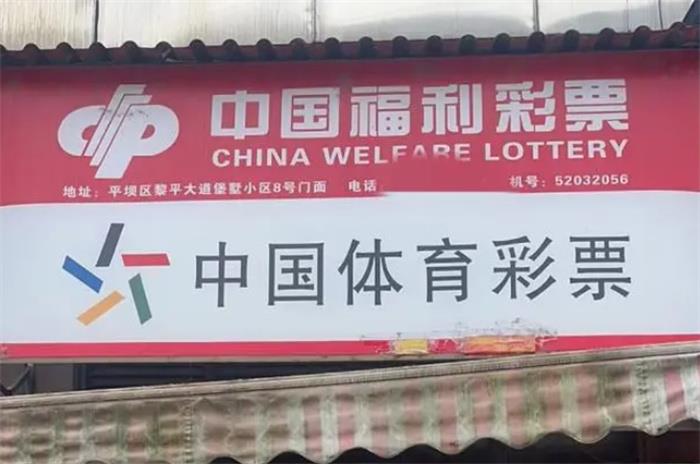 中国福利彩票
CHINA WELFARE LOTTERY
地址：平坝区黎平大道堡墅小区8号门面 电话 机号：52032056
中国体育彩票